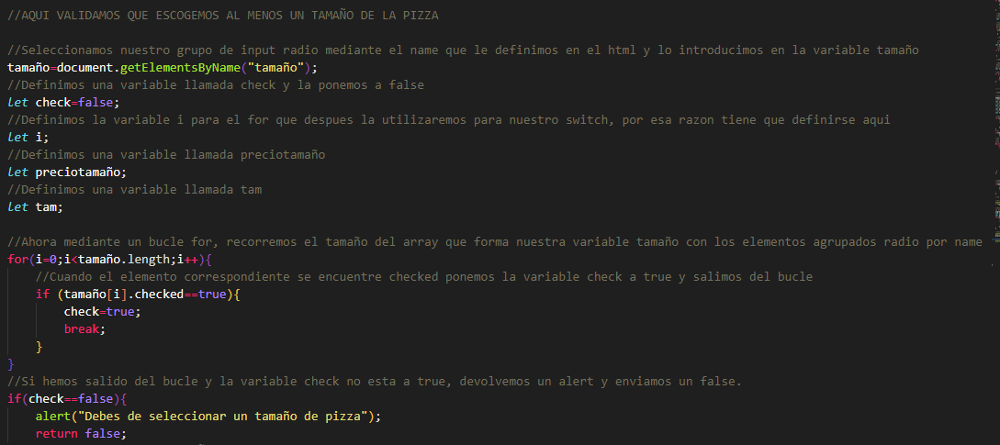 //AQUI VALIDAMOS QUE ESCOGEMOS AL MENOS UN TAMAÑO DE LA PIZZA
//Seleccionamos nuestro grupo de input radio mediante el name que le definimos en el html y lo introducimos en la variable tamaño
tamaño=document.getElementsByName("tamaño");
//Definimos una variable llamada check y la ponemos a false
let check=false;
//Definimos la variable i para el for que despues la utilizaremos para nuestro switch, por esa razon tiene que definirse aqui
let i;
//Definimos una variable llamada preciotamaño
let preciotamaño;
//Definimos una variable llamada tam
let tam;
//Ahora mediante un bucle for, recorremos el tamaño del array que forma nuestra variable tamaño con los elementos agrupados radio por name
for(i=0;i<tamaño.length;i++){
//Cuando el elemento correspondiente se encuentre checked ponemos la variable check a true y salimos del bucle
if (tamaño[i].checked==true){
check=true;
break;
}
}
//Si hemos salido del bucle y la variable check no esta a true, devolvemos un alert y enviamos un false.
if(check==false){
alert("Debes de seleccionar un tamaño de pizza");
return false;